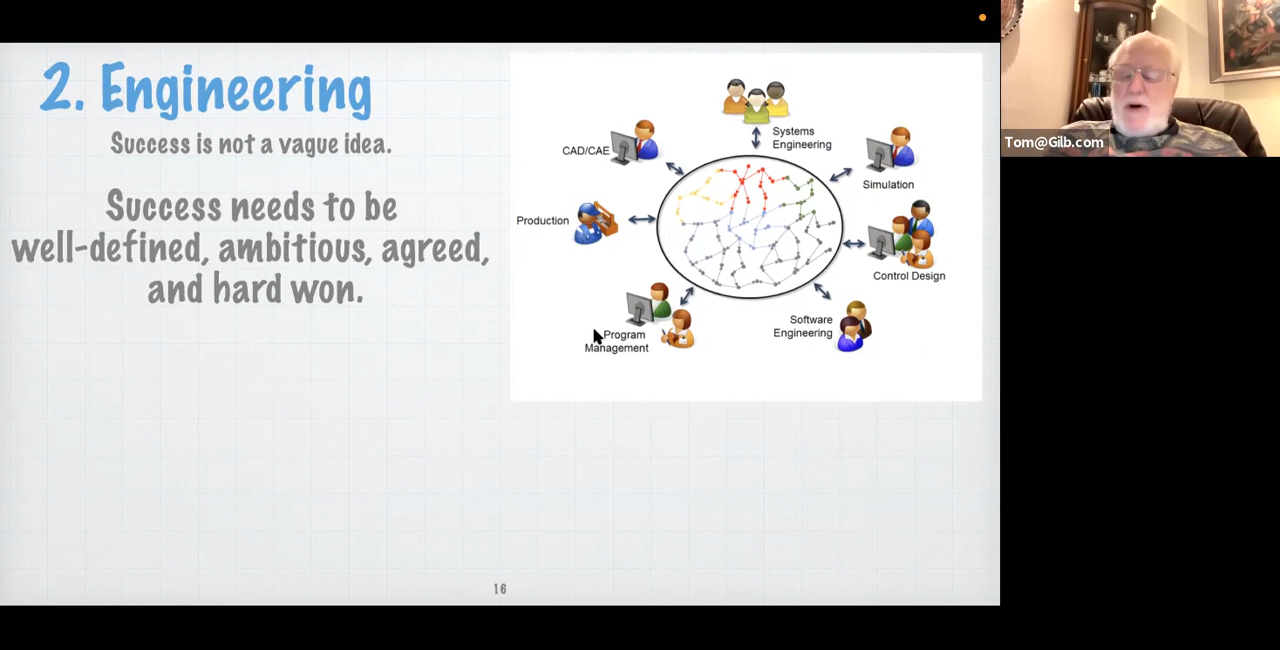 2. Engineering
Success is not a vague idea.
Success needs to be
well-defined, ambitious, agreed,
and hard won.
Systems
Engineering
CAD/CAE
Simulation
Production
Control Design
Software
Engineering
Program
Management
16
Tom@Gilb.com